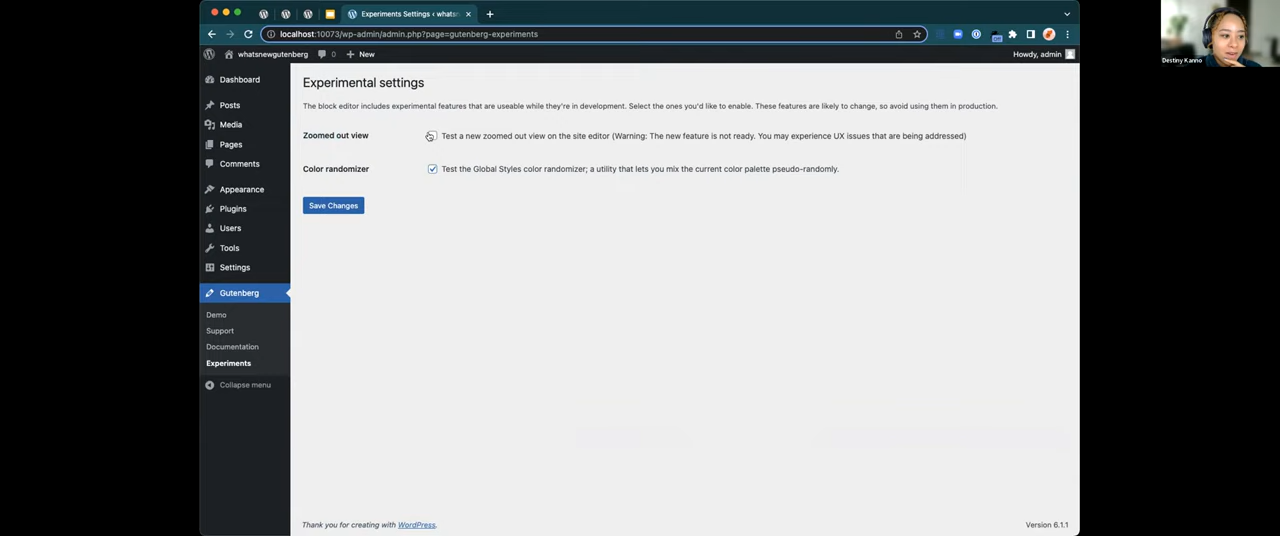 Experiments Settings ‹ whatsn
localhost:10073/wp-admin/admin.php?page=gutenberg-experiments
Off
whatsnewgutenberg
0
New
Howdy, admin
Destiny Kanno
Dashboard
Posts
Media
Pages
Comments
Appearance
Plugins
Users
Tools
Settings
Gutenberg
Demo
Support
Documentation
Experiments
Collapse menu
Experimental settings
The block editor includes experimental features that are useable while they're in development. Select the ones you'd like to enable. These features are likely to change, so avoid using them in production.
Zoomed out view
Test a new zoomed out view on the site editor (Warning: The new feature is not ready. You may experience UX issues that are being addressed)
Color randomizer
Test the Global Styles color randomizer; a utility that lets you mix the current color palette pseudo-randomly.
Save Changes
Thank you for creating with WordPress.
Version 6.1.1